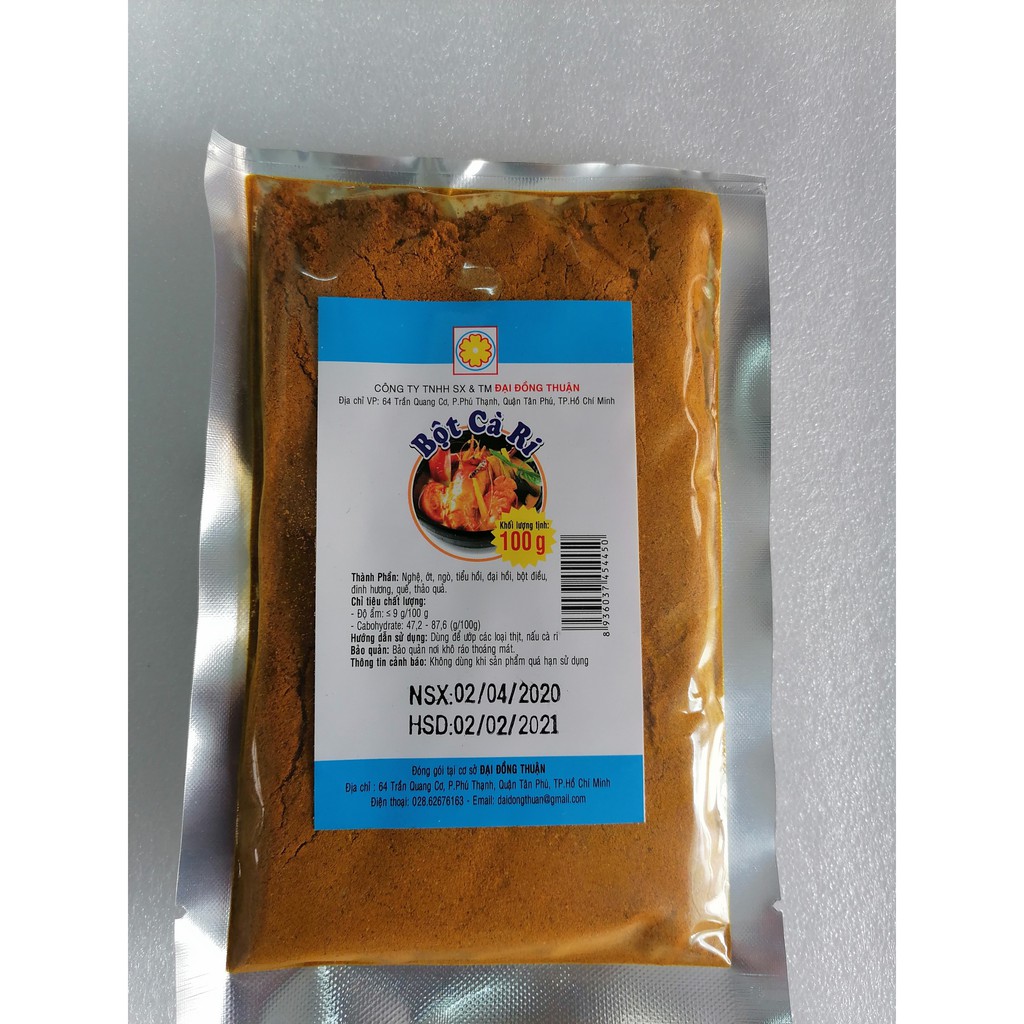 CÔNG TY TNHH SX & TM ĐẠI ĐỒNG THUẬN
Địa chỉ VP: 64 Trần Quang Cơ, P.Phú Thạnh, Quận Tân Phú, TP.Hồ Chí Minh
Bột Cà Ri
Khối lượng tịnh:
100 g
Thành Phần: Nghệ, ớt, ngò, tiểu hồi, đại hồi, bột điều,
đinh hương, quế, thảo quả.
Chỉ tiêu chất lượng:
- Độ ẩm: ≤ 9 g/100 g
- Cabohydrate: 47,2 - 87,6 (g/100g)
Hướng dẫn sử dụng: Dùng để ướp các loại thịt, nấu cà ri
Bảo quản: Bảo quản nơi khô ráo thoáng mát.
Thông tin cảnh báo: Không dùng khi sản phẩm quá hạn sử dụng
8936037454450
NSX:02/04/2020
HSD:02/02/2021
Đóng gói tại cơ sở ĐẠI ĐỒNG THUẬN
Địa chỉ : 64 Trần Quang Cơ, P.Phú Thạnh, Quận Tân Phú, TP.Hồ Chí Minh
Điện thoại: 028.62676163 - Email: daidongthuan@gmail.com